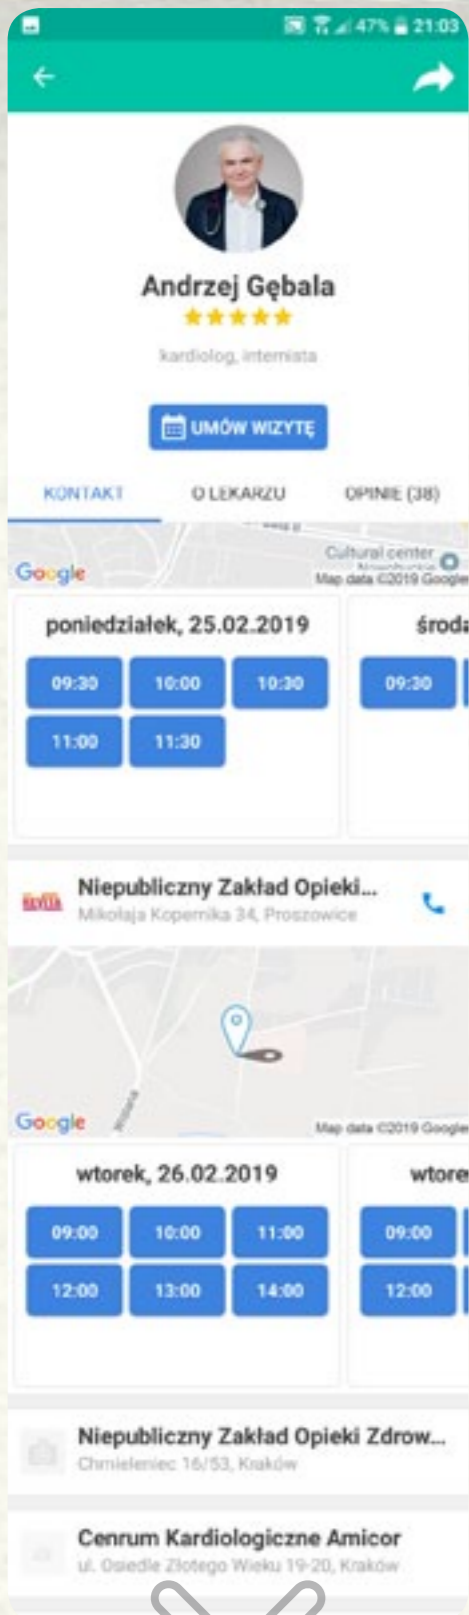 47% 21:03
Andrzej Gębala
kardiolog, internista
UMÓW WIZYTĘ
KONTAKT O LEKARZU OPINIE (38)
Cultural center
Google Map data ©2019 Google
poniedziałek, 25.02.2019 środa
09:30 10:00 10:30 09:30
11:00 11:30
Niepubliczny Zakład Opieki...
Mikołaja Kopernika 34, Proszowice
Google Map data ©2019 Google
wtorek, 26.02.2019 wtore
09:00 10:00 11:00 09:00
12:00 13:00 14:00 12:00
Niepubliczny Zakład Opieki Zdrow...
Chmieleniec 16/53, Kraków
Cenrum Kardiologiczne Amicor
ul. Osiedle Złotego Wieku 19-20, Kraków